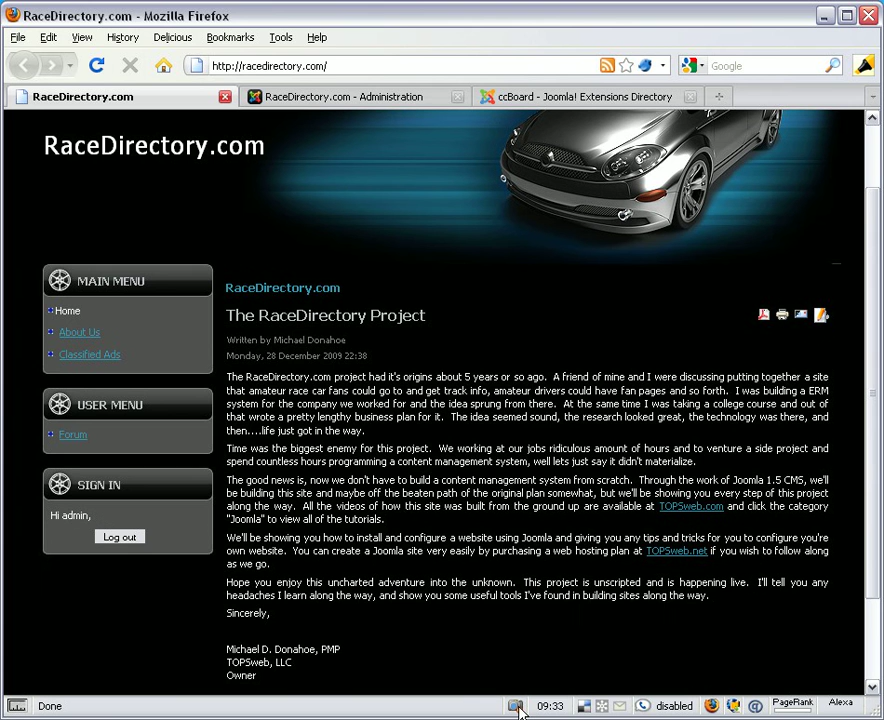 RaceDirectory.com - Mozilla Firefox
File Edit View History Delicious Bookmarks Tools Help
http://racedirectory.com/
Google
RaceDirectory.com
RaceDirectory.com - Administration
ccBoard - Joomla! Extensions Directory
RaceDirectory.com
MAIN MENU
Home
About Us
Classified Ads
USER MENU
Forum
SIGN IN
Hi admin,
Log out
RaceDirectory.com
The RaceDirectory Project
Written by Michael Donahoe
Monday, 28 December 2009 22:38
The RaceDirectory.com project had it's origins about 5 years or so ago. A friend of mine and I were discussing putting together a site
that amateur race car fans could go to and get track info, amateur drivers could have fan pages and so forth. I was building a ERM
system for the company we worked for and the idea sprung from there. At the same time I was taking a college course and out of
that wrote a pretty lengthy business plan for it. The idea seemed sound, the research looked great, the technology was there, and
then....life just got in the way.
Time was the biggest enemy for this project. We working at our jobs ridiculous amount of hours and to venture a side project and
spend countless hours programming a content management system, well lets just say it didn't materialize.
The good news is, now we don't have to build a content management system from scratch. Through the work of Joomla 1.5 CMS, we'll
be building this site and maybe off the beaten path of the original plan somewhat, but we'll be showing you every step of this project
along the way. All the videos of how this site was built from the ground up are available at TOPSweb.com and click the category
"Joomla" to view all of the tutorials.
We'll be showing you how to install and configure a website using Joomla and giving you any tips and tricks for you to configure you're
own website. You can create a Joomla site very easily by purchasing a web hosting plan at TOPSweb.net if you wish to follow along
as we go.
Hope you enjoy this uncharted adventure into the unknown. This project is unscripted and is happening live. I'll tell you any
headaches I learn along the way, and show you some useful tools I've found in building sites along the way.
Sincerely,
Michael D. Donahoe, PMP
TOPSweb, LLC
Owner
Done
09:33
disabled
PageRank
Alexa